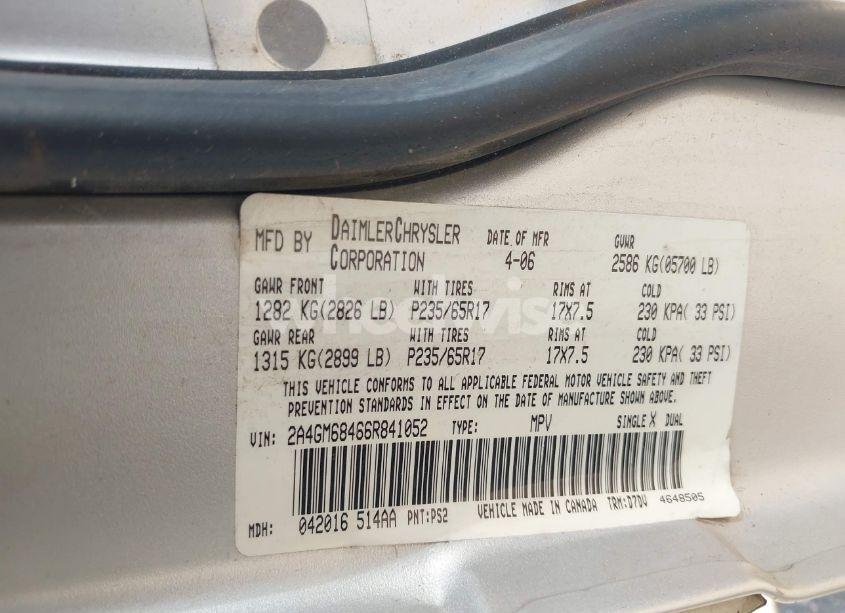 MFD BY DAIMLERCHRYSLER CORPORATION DATE OF MFR 4-06 GVWR 2586 KG(05700 LB)
GAWR FRONT WITH TIRES RIMS AT COLD
1282 KG(2826 LB) P235/65R17 17X7.5 230 KPA( 33 PSI)
GAWR REAR WITH TIRES RIMS AT COLD
1315 KG(2899 LB) P235/65R17 17X7.5 230 KPA( 33 PSI)
THIS VEHICLE CONFORMS TO ALL APPLICABLE FEDERAL MOTOR VEHICLE SAFETY AND THEFT
PREVENTION STANDARDS IN EFFECT ON THE DATE OF MANUFACTURE SHOWN ABOVE.
VIN: 2A4GM68466R841052 TYPE: MPV SINGLE X DUAL
MDH: 042016 514AA PNT:PS2 VEHICLE MADE IN CANADA TRM:D7DV 4648505